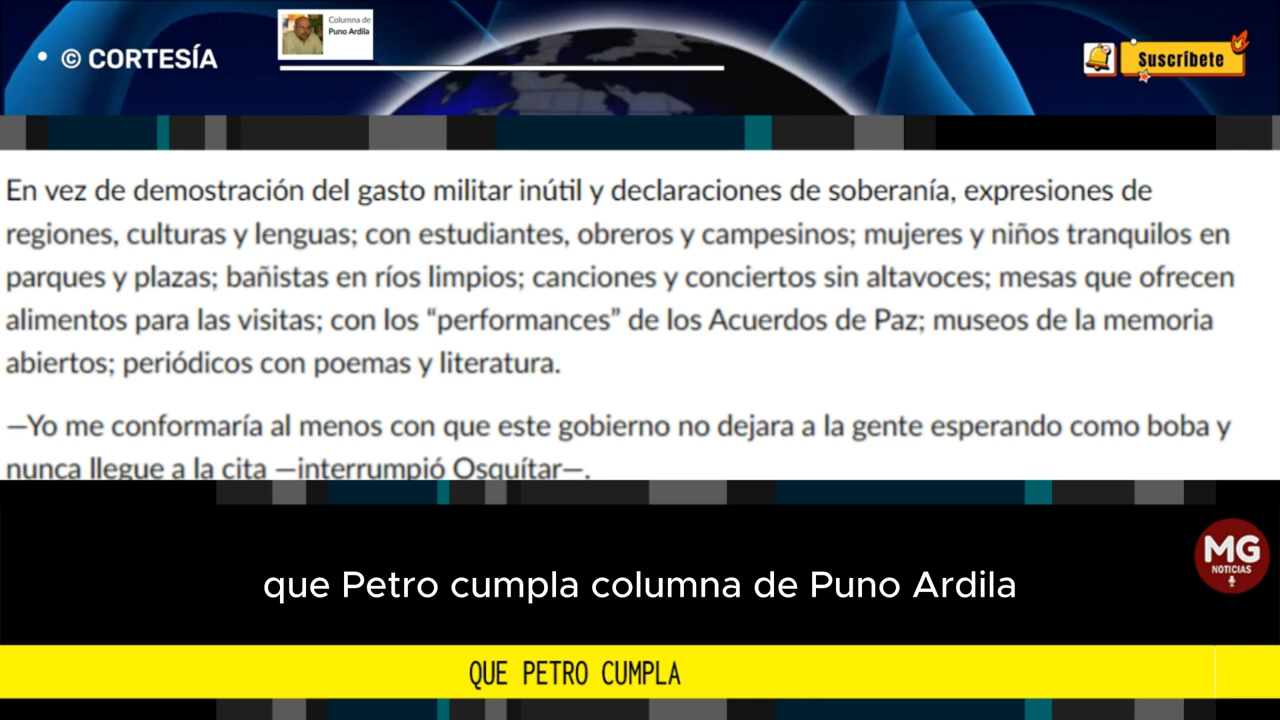 • © CORTESÍA
Columna de
Puno Ardila
Suscríbete
En vez de demostración del gasto militar inútil y declaraciones de soberanía, expresiones de
regiones, culturas y lenguas; con estudiantes, obreros y campesinos; mujeres y niños tranquilos en
parques y plazas; bañistas en ríos limpios; canciones y conciertos sin altavoces; mesas que ofrecen
alimentos para las visitas; con los “performances” de los Acuerdos de Paz; museos de la memoria
abiertos; periódicos con poemas y literatura.
—Yo me conformaría al menos con que este gobierno no dejara a la gente esperando como boba y
nunca llegue a la cita —interrumpió Osquítar—.
MG
NOTICIAS
que Petro cumpla columna de Puno Ardila
QUE PETRO CUMPLA